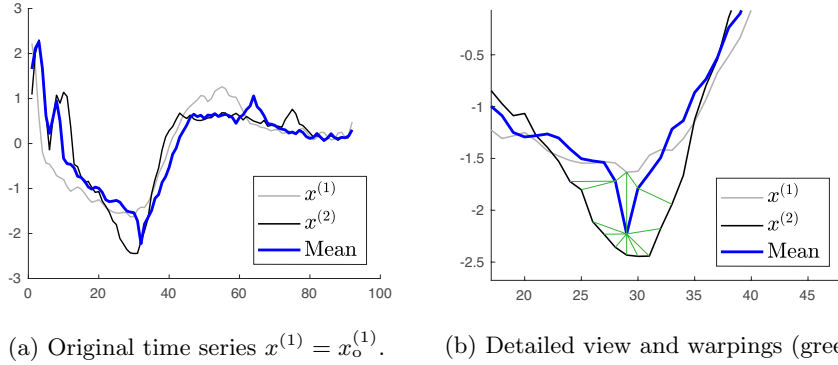 3
2
1
0
-1
-2
-3
0 20 40 60 80 100
x^{(1)}
x^{(2)}
Mean
(a) Original time series x^{(1)} = x_o^{(1)}.
-0.5
-1
-1.5
-2
-2.5
20 25 30 35 40 45
x^{(1)}
x^{(2)}
Mean
(b) Detailed view and warpings (gree